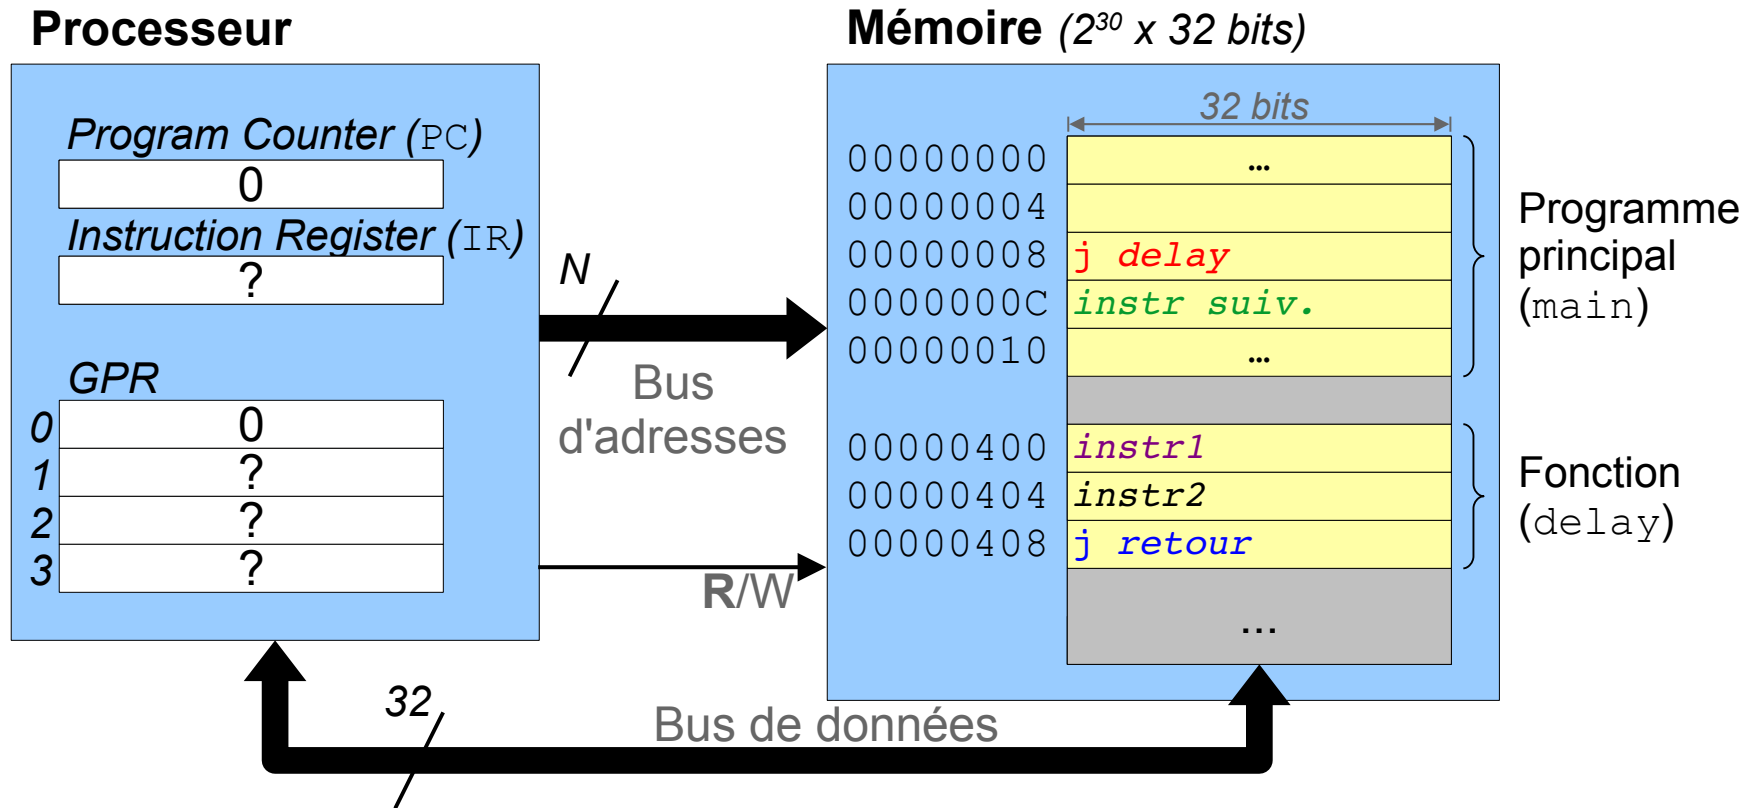 Processeur
Mémoire (2³⁰ x 32 bits)
Program Counter (PC)
0
Instruction Register (IR)
?
GPR
0 0
1 ?
2 ?
3 ?
N
Bus
d'adresses
R/W
32
Bus de données
32 bits
00000000 ...
00000004
00000008 j delay
0000000C instr suiv.
00000010 ...
00000400 instr1
00000404 instr2
00000408 j retour
...
Programme
principal
(main)
Fonction
(delay)